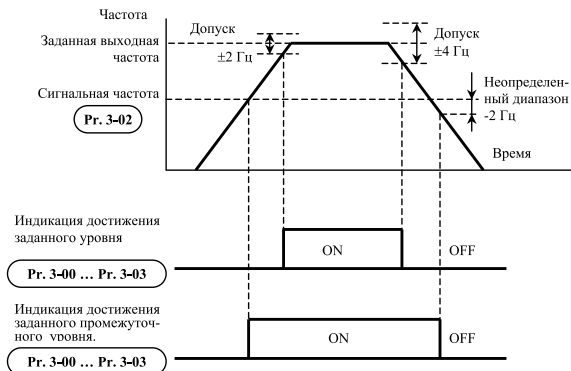 Частота
Допуск
Допуск
Заданная выходная
частота
±2 Гц
±4 Гц
Сигнальная частота
Pr. 3-02
Неопределен-
ный диапазон
-2 Гц
Время
Индикация достижения
заданного уровня
ON
OFF
Pr. 3-00 ... Pr. 3-03
Индикация достижения
заданного промежуточ-
ного уровня.
ON
OFF
Pr. 3-00 ... Pr. 3-03